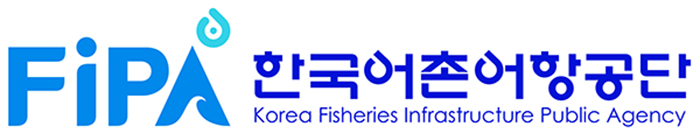 FiPA
한국어촌어항공단
Korea Fisheries Infrastructure Public Agency